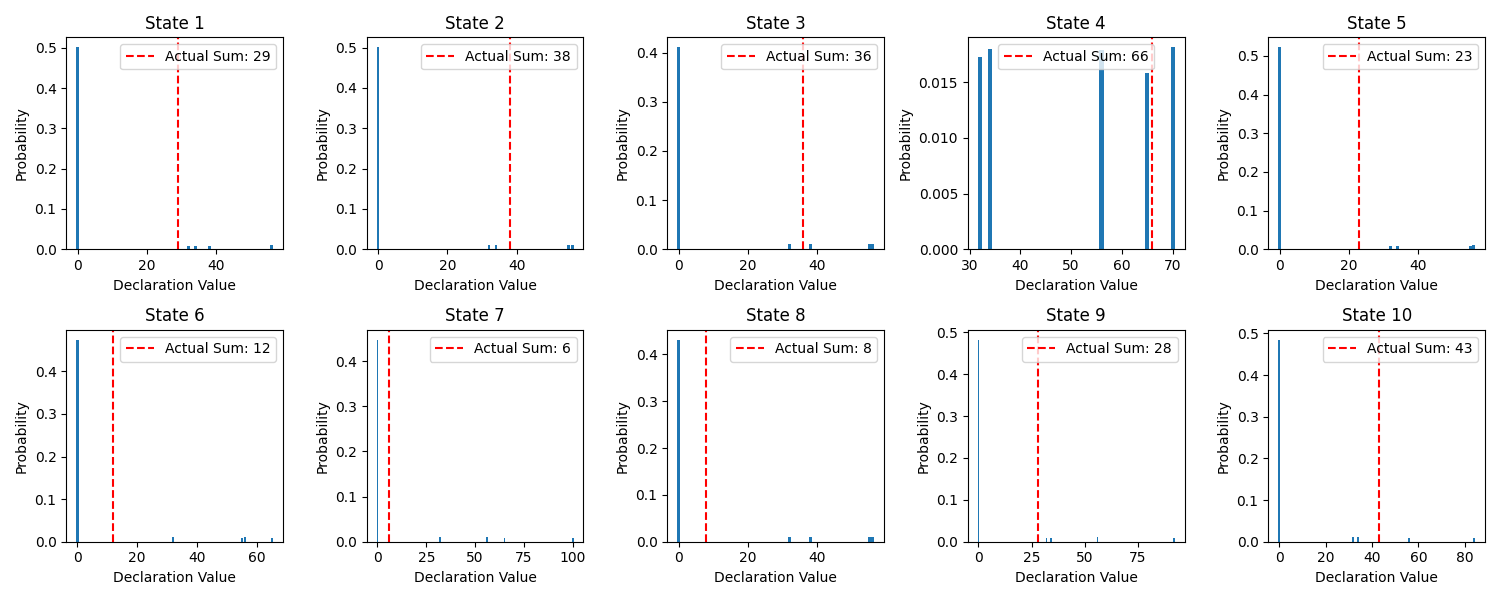 State 1
0.5
0.4
0.3
0.2
0.1
0.0
0 20 40
Probability
Declaration Value
Actual Sum: 29
State 2
0.5
0.4
0.3
0.2
0.1
0.0
0 20 40
Probability
Declaration Value
Actual Sum: 38
State 3
0.4
0.3
0.2
0.1
0.0
0 20 40
Probability
Declaration Value
Actual Sum: 36
State 4
0.015
0.010
0.005
0.000
30 40 50 60 70
Probability
Declaration Value
Actual Sum: 66
State 5
0.5
0.4
0.3
0.2
0.1
0.0
0 20 40
Probability
Declaration Value
Actual Sum: 23
State 6
0.4
0.3
0.2
0.1
0.0
0 20 40 60
Probability
Declaration Value
Actual Sum: 12
State 7
0.4
0.3
0.2
0.1
0.0
0 25 50 75 100
Probability
Declaration Value
Actual Sum: 6
State 8
0.4
0.3
0.2
0.1
0.0
0 20 40
Probability
Declaration Value
Actual Sum: 8
State 9
0.5
0.4
0.3
0.2
0.1
0.0
0 25 50 75
Probability
Declaration Value
Actual Sum: 28
State 10
0.5
0.4
0.3
0.2
0.1
0.0
0 20 40 60 80
Probability
Declaration Value
Actual Sum: 43